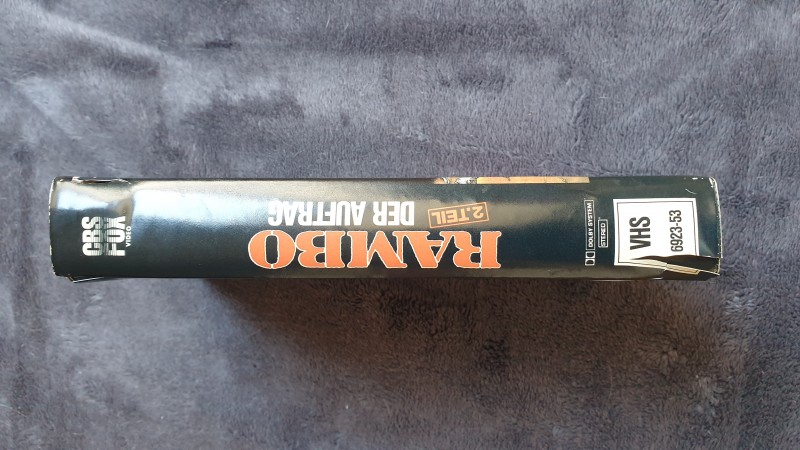 RAMBO
2.TEIL
DER AUFTRAG
CBS
FOX
VIDEO
DOLBY SYSTEM
STEREO
VHS
6923-53